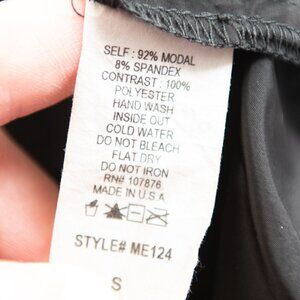 SELF : 92% MODAL
8% SPANDEX
CONTRAST : 100%
POLYESTER
HAND WASH
INSIDE OUT
COLD WATER
DO NOT BLEACH
FLAT DRY
DO NOT IRON
RN# 107876
MADE IN U.S.A
STYLE# ME124
S